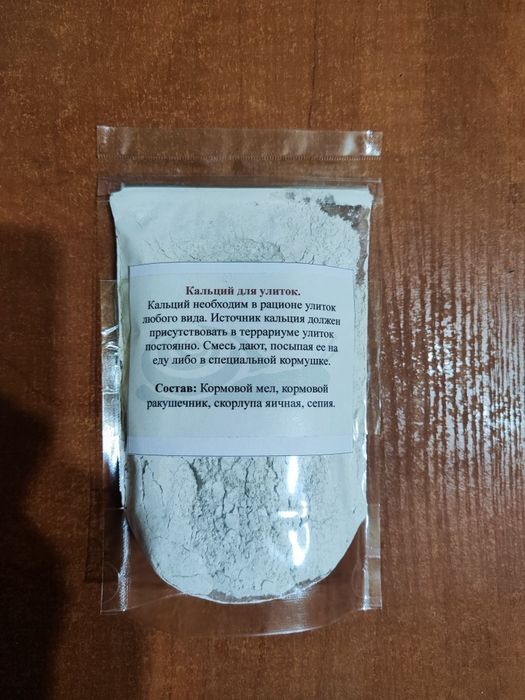 Кальций для улиток.
Кальций необходим в рационе улиток
любого вида. Источник кальция должен
присутствовать в террариуме улиток
постоянно. Смесь дают, посыпая ее на
еду либо в специальной кормушке.
Состав: Кормовой мел, кормовой
ракушечник, скорлупа яичная, сепия.